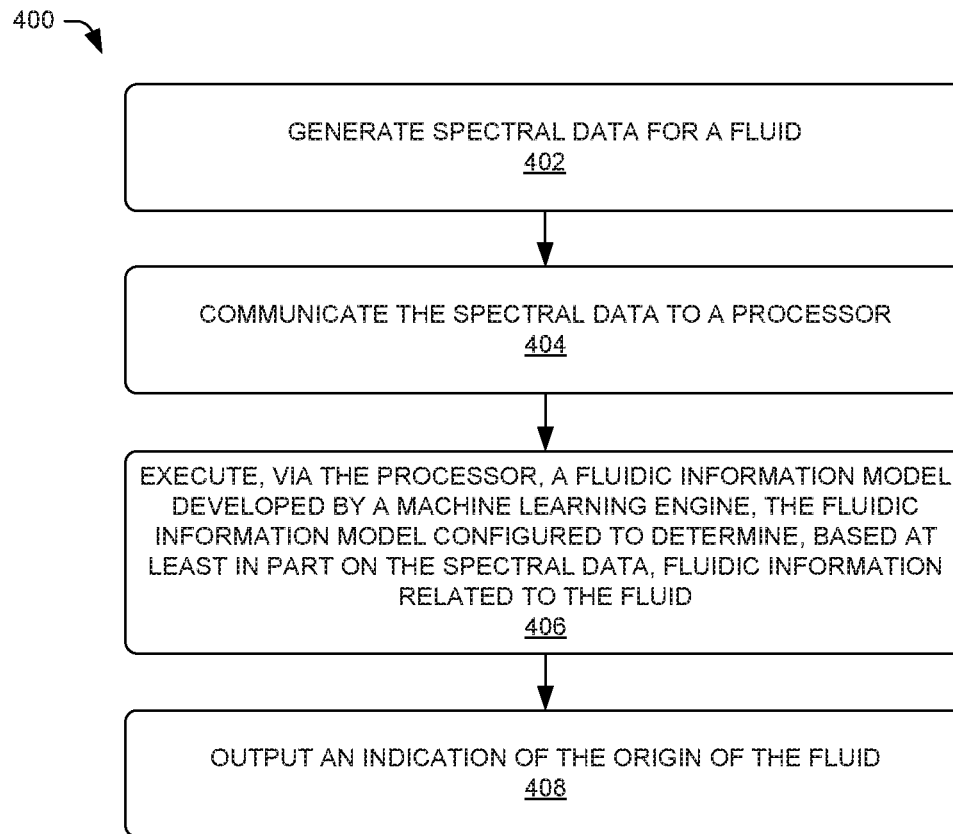 400
GENERATE SPECTRAL DATA FOR A FLUID
402
COMMUNICATE THE SPECTRAL DATA TO A PROCESSOR
404
EXECUTE, VIA THE PROCESSOR, A FLUIDIC INFORMATION MODEL
DEVELOPED BY A MACHINE LEARNING ENGINE, THE FLUIDIC
INFORMATION MODEL CONFIGURED TO DETERMINE, BASED AT
LEAST IN PART ON THE SPECTRAL DATA, FLUIDIC INFORMATION
RELATED TO THE FLUID
406
OUTPUT AN INDICATION OF THE ORIGIN OF THE FLUID
408